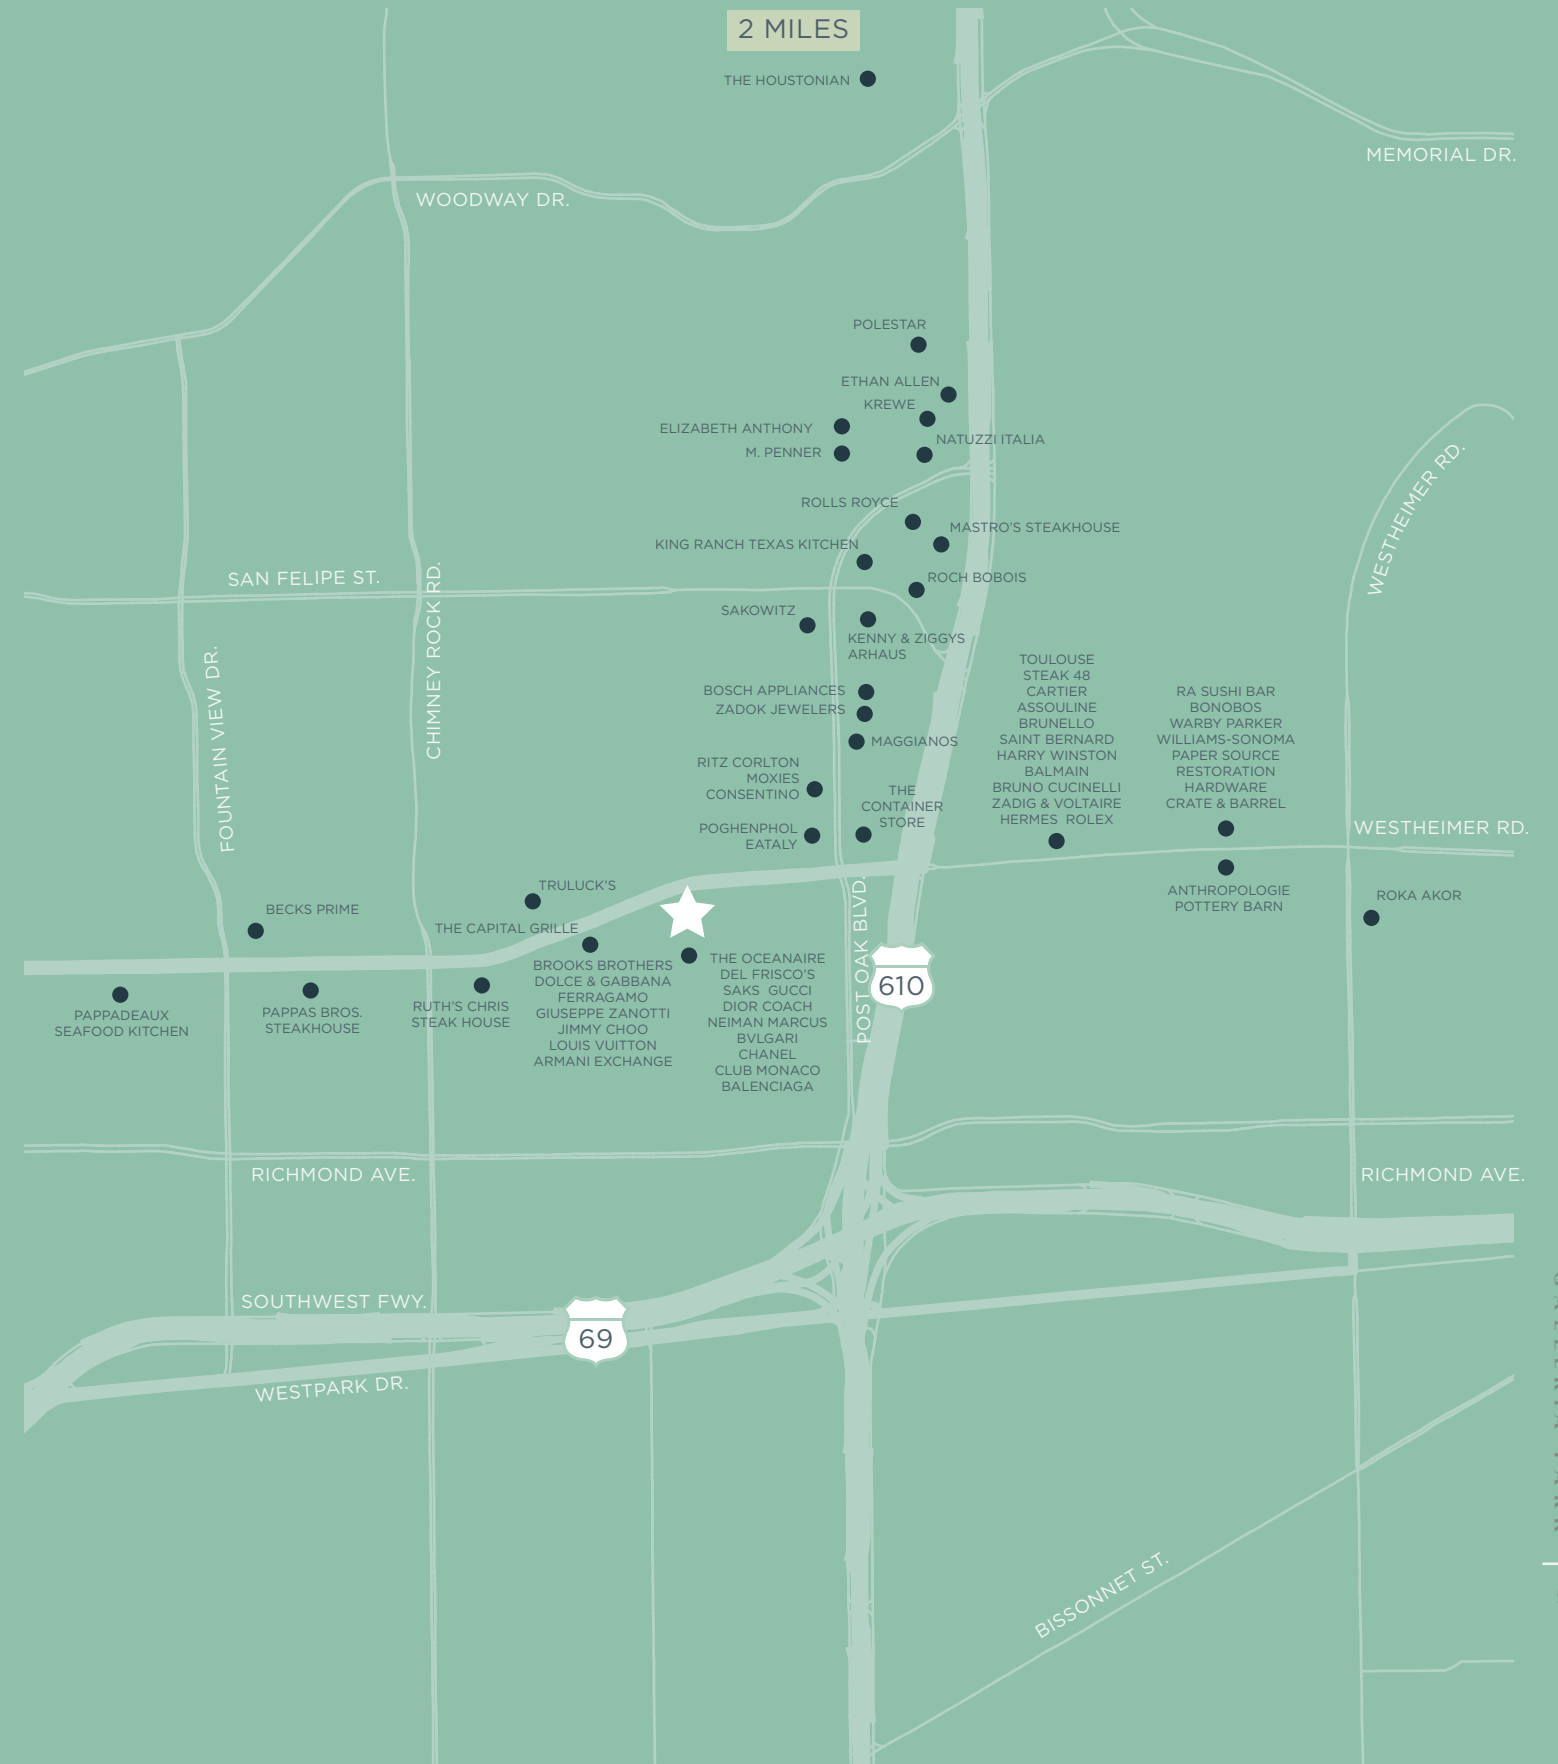 2 MILES
THE HOUSTONIAN
MEMORIAL DR.
WOODWAY DR.
POLESTAR
ETHAN ALLEN
KREWE
ELIZABETH ANTHONY
NATUZZI ITALIA
M. PENNER
WESTHEIMER RD.
ROLLS ROYCE
MASTRO'S STEAKHOUSE
KING RANCH TEXAS KITCHEN
ROCH BOBOIS
SAN FELIPE ST.
CHIMNEY ROCK RD.
SAKOWITZ
KENNY & ZIGGYS
ARHAUS
FOUNTAIN VIEW DR.
BOSCH APPLIANCES
ZADOK JEWELERS
MAGGIANOS
RITZ CORLTON
MOXIES
CONSENTINO
THE
CONTAINER
STORE
POGHENPHOL
EATALY
TOULOUSE
STEAK 48
CARTIER
ASSOULINE
BRUNELLO
SAINT BERNARD
HARRY WINSTON
BALMAIN
BRUNO CUCINELLI
ZADIG & VOLTAIRE
HERMES  ROLEX
RA SUSHI BAR
BONOBOS
WARBY PARKER
WILLIAMS-SONOMA
PAPER SOURCE
RESTORATION
HARDWARE
CRATE & BARREL
WESTHEIMER RD.
ANTHROPOLOGIE
POTTERY BARN
ROKA AKOR
TRULUCK'S
BECKS PRIME
THE CAPITAL GRILLE
POST OAK BLVD.
610
PAPPADEAUX
SEAFOOD KITCHEN
PAPPAS BROS.
STEAKHOUSE
RUTH'S CHRIS
STEAK HOUSE
BROOKS BROTHERS
DOLCE & GABBANA
FERRAGAMO
GIUSEPPE ZANOTTI
JIMMY CHOO
LOUIS VUITTON
ARMANI EXCHANGE
THE OCEANAIRE
DEL FRISCO'S
SAKS  GUCCI
DIOR COACH
NEIMAN MARCUS
BVLGARI
CHANEL
CLUB MONACO
BALENCIAGA
RICHMOND AVE.
RICHMOND AVE.
SOUTHWEST FWY.
69
WESTPARK DR.
BISSONNET ST.